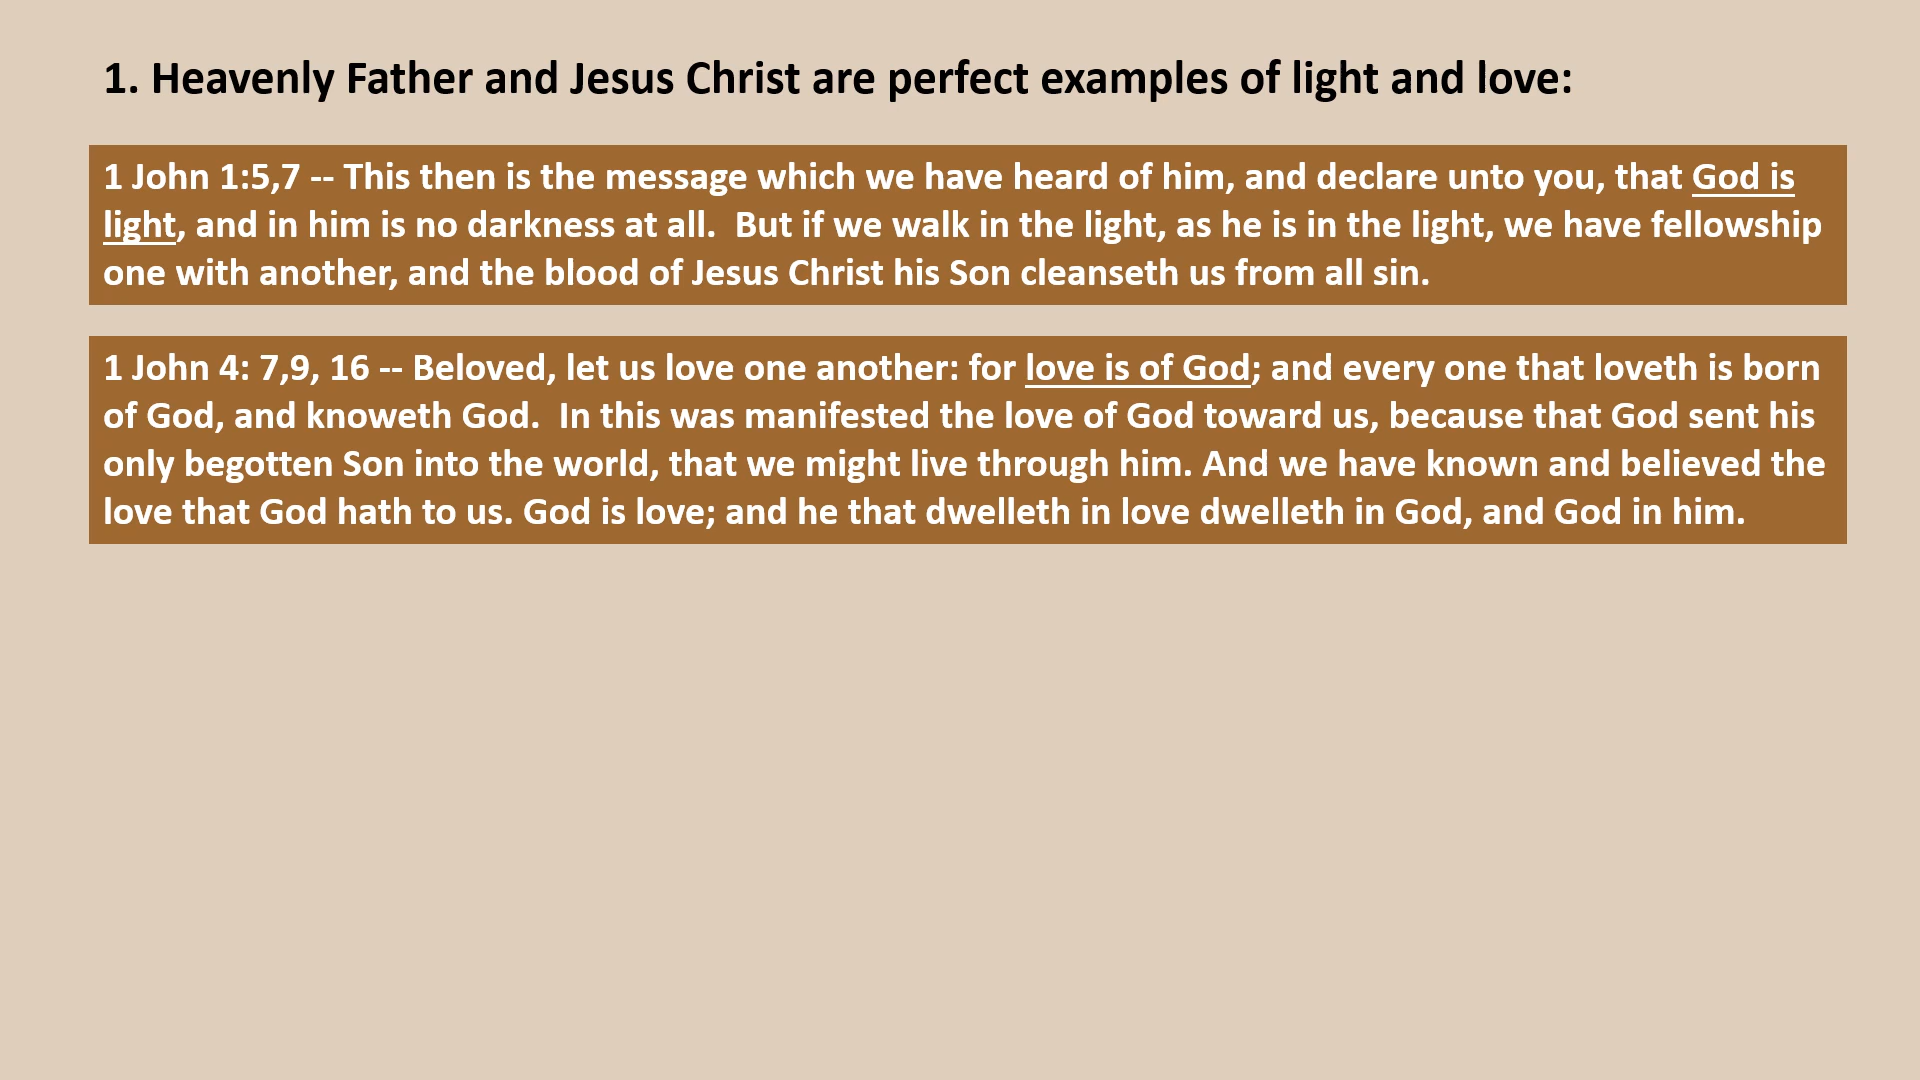 1. Heavenly Father and Jesus Christ are perfect examples of light and love:
1 John 1:5,7 -- This then is the message which we have heard of him, and declare unto you, that God is
light, and in him is no darkness at all.  But if we walk in the light, as he is in the light, we have fellowship
one with another, and the blood of Jesus Christ his Son cleanseth us from all sin.
1 John 4: 7,9, 16 -- Beloved, let us love one another: for love is of God; and every one that loveth is born
of God, and knoweth God.  In this was manifested the love of God toward us, because that God sent his
only begotten Son into the world, that we might live through him. And we have known and believed the
love that God hath to us. God is love; and he that dwelleth in love dwelleth in God, and God in him.